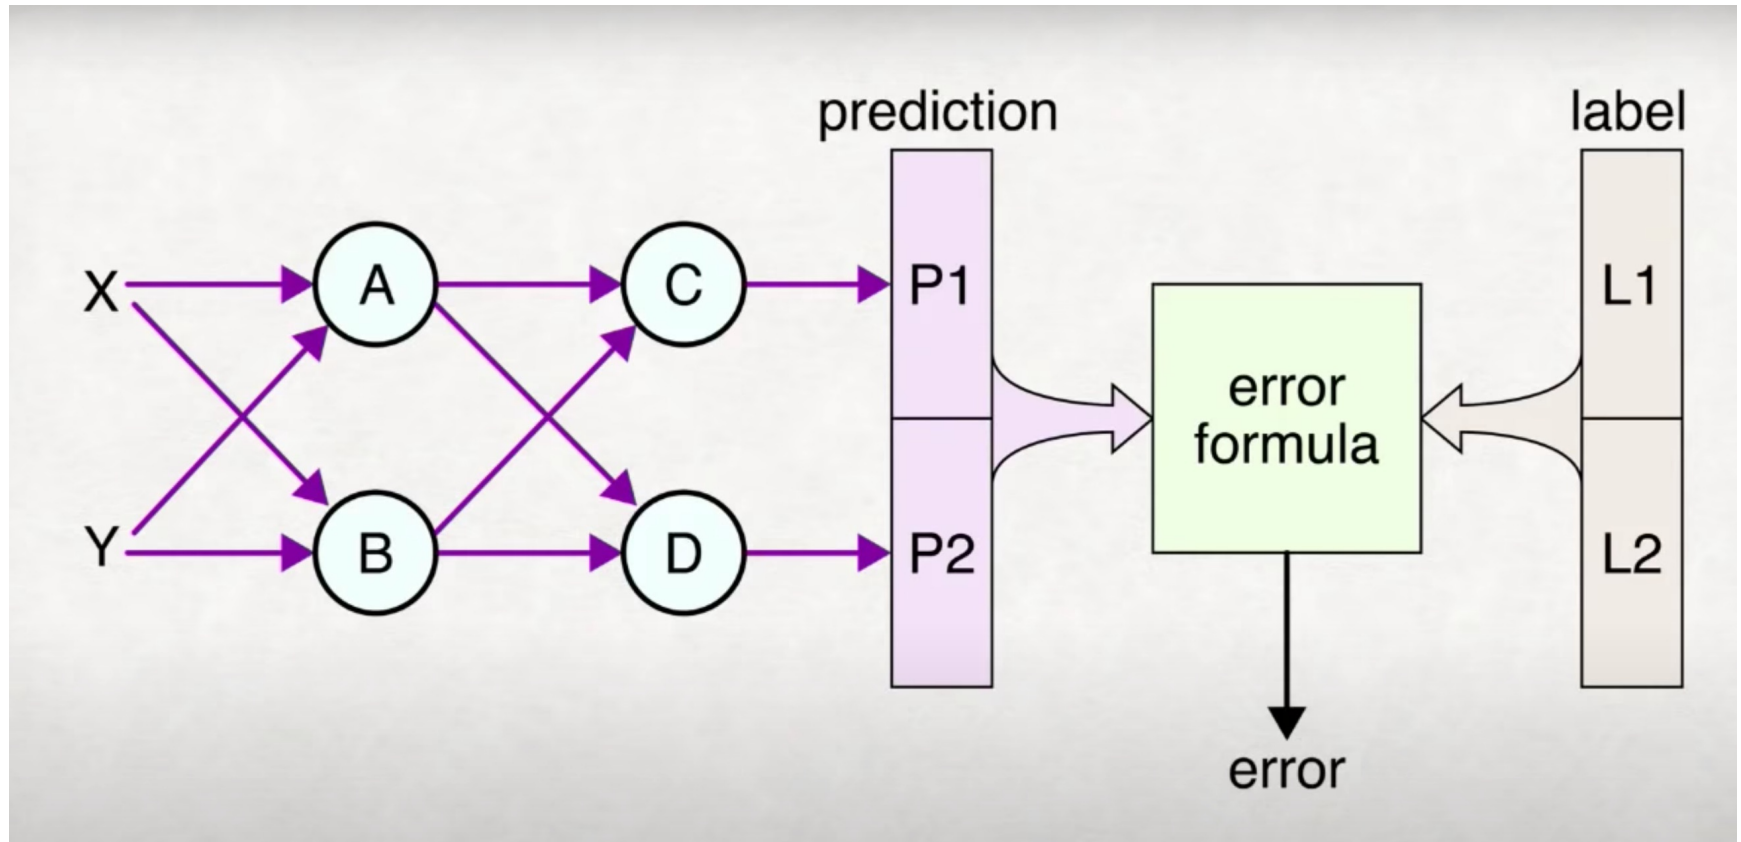 prediction
label
X
A
C
P1
L1
error
formula
Y
B
D
P2
L2
error